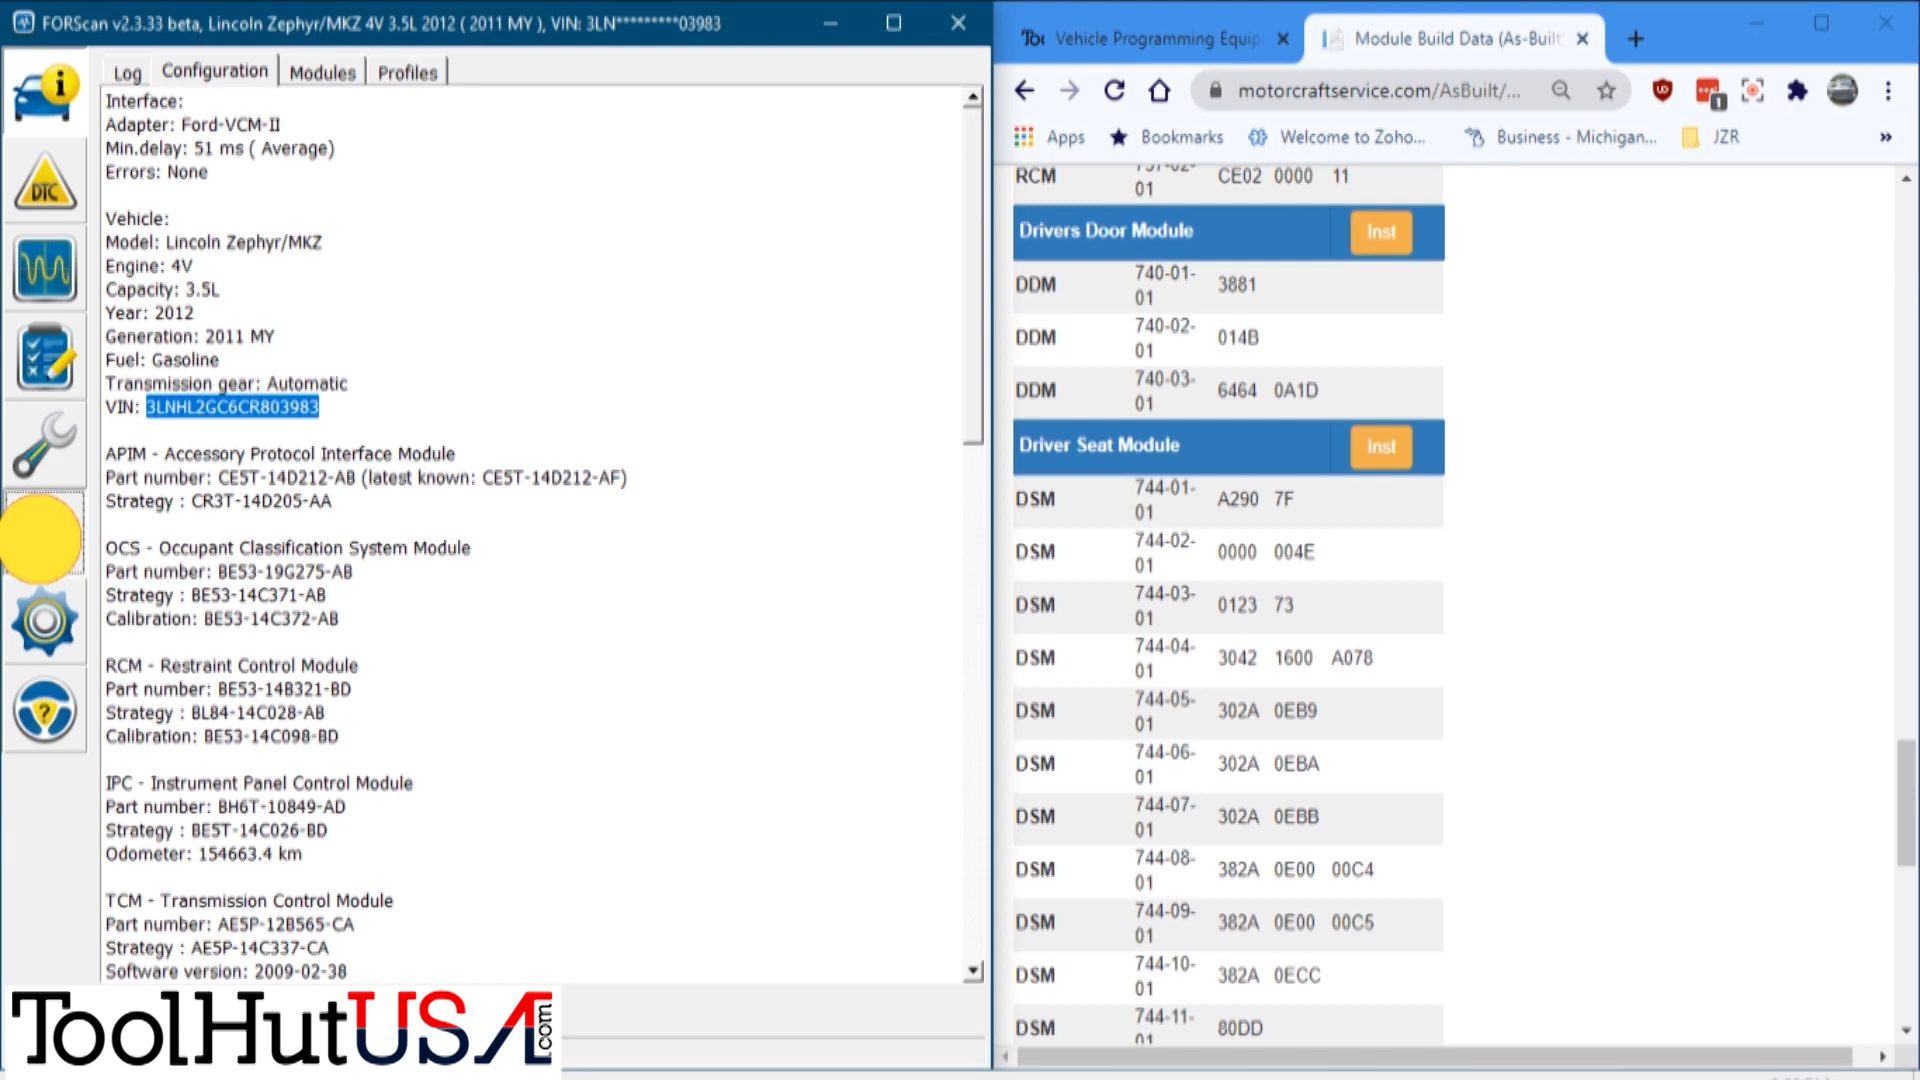 FORScan v2.3.33 beta, Lincoln Zephyr/MKZ 4V 3.5L 2012 ( 2011 MY ), VIN: 3LN*********03983
Log
Configuration
Modules
Profiles
DTC
Interface:
Adapter: Ford-VCM-II
Min.delay: 51 ms ( Average)
Errors: None
Vehicle:
Model: Lincoln Zephyr/MKZ
Engine: 4V
Capacity: 3.5L
Year: 2012
Generation: 2011 MY
Fuel: Gasoline
Transmission gear: Automatic
VIN: 3LNHL2GC6CR803983
APIM - Accessory Protocol Interface Module
Part number: CE5T-14D212-AB (latest known: CE5T-14D212-AF)
Strategy : CR3T-14D205-AA
OCS - Occupant Classification System Module
Part number: BE53-19G275-AB
Strategy : BE53-14C371-AB
Calibration: BE53-14C372-AB
RCM - Restraint Control Module
Part number: BE53-14B321-BD
Strategy : BL84-14C028-AB
Calibration: BE53-14C098-BD
IPC - Instrument Panel Control Module
Part number: BH6T-10849-AD
Strategy : BE5T-14C026-BD
Odometer: 154663.4 km
TCM - Transmission Control Module
Part number: AE5P-12B565-CA
Strategy : AE5P-14C337-CA
Software version: 2009-02-38
ToolHutUSA.com
Vehicle Programming Equip
Module Build Data (As-Built
motorcraftservice.com/AsBuilt/...
1
Apps
Bookmarks
Welcome to Zoho...
Business - Michigan...
JZR
»
RCM 01 CE02 0000 11
Drivers Door Module Inst
DDM 740-01-01 3881
DDM 740-02-01 014B
DDM 740-03-01 6464 0A1D
Driver Seat Module Inst
DSM 744-01-01 A290 7F
DSM 744-02-01 0000 004E
DSM 744-03-01 0123 73
DSM 744-04-01 3042 1600 A078
DSM 744-05-01 302A 0EB9
DSM 744-06-01 302A 0EBA
DSM 744-07-01 302A 0EBB
DSM 744-08-01 382A 0E00 00C4
DSM 744-09-01 382A 0E00 00C5
DSM 744-10-01 382A 0ECC
DSM 744-11-01 80DD